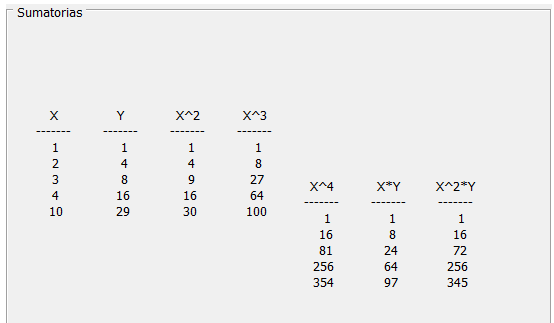 Sumatorias
X Y X^2 X^3
------- ------- ------- -------
1 1 1 1
2 4 4 8
3 8 9 27
4 16 16 64
10 29 30 100
X^4 X*Y X^2*Y
------- ------- -------
1 1 1
16 8 16
81 24 72
256 64 256
354 97 345